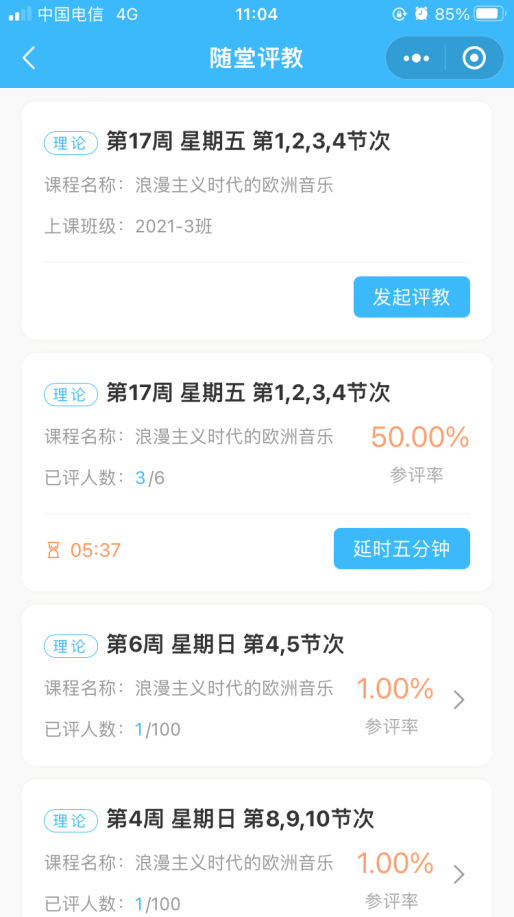 中国电信 4G 11:04 85%
随堂评教
理论 第17周 星期五 第1,2,3,4节次
课程名称：浪漫主义时代的欧洲音乐
上课班级：2021-3班
发起评教
理论 第17周 星期五 第1,2,3,4节次
课程名称：浪漫主义时代的欧洲音乐 50.00%
已评人数：3/6 参评率
05:37 延时五分钟
理论 第6周 星期日 第4,5节次
课程名称：浪漫主义时代的欧洲音乐 1.00%
已评人数：1/100 参评率
理论 第4周 星期日 第8,9,10节次
课程名称：浪漫主义时代的欧洲音乐 1.00%
已评人数：1/100 参评率